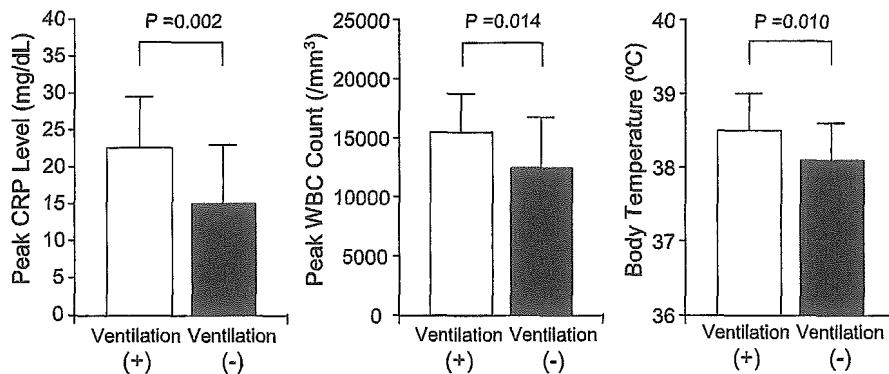 P =0.002
Peak CRP Level (mg/dL)
40
35
30
25
20
15
10
5
0
Ventilation Ventilation
(+) (-)
P =0.014
Peak WBC Count (/mm³)
25000
20000
15000
10000
5000
0
Ventilation Ventilation
(+) (-)
P =0.010
Body Temperature (ºC)
40
39
38
37
36
Ventilation Ventilation
(+) (-)